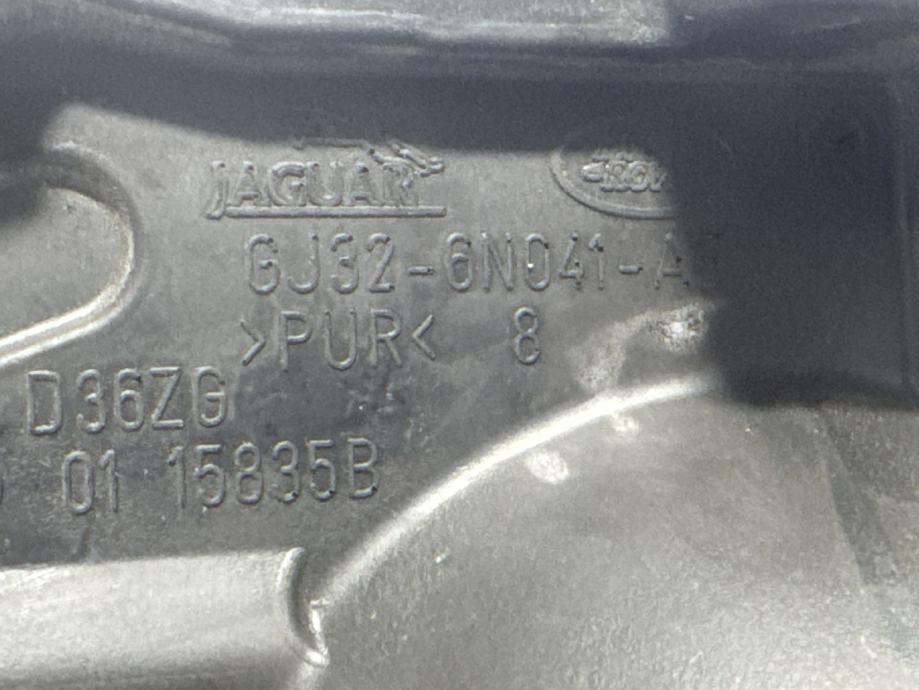 JAGUAR
GJ32-6N041-A
>PUR< 8
D36ZG
01 15835B